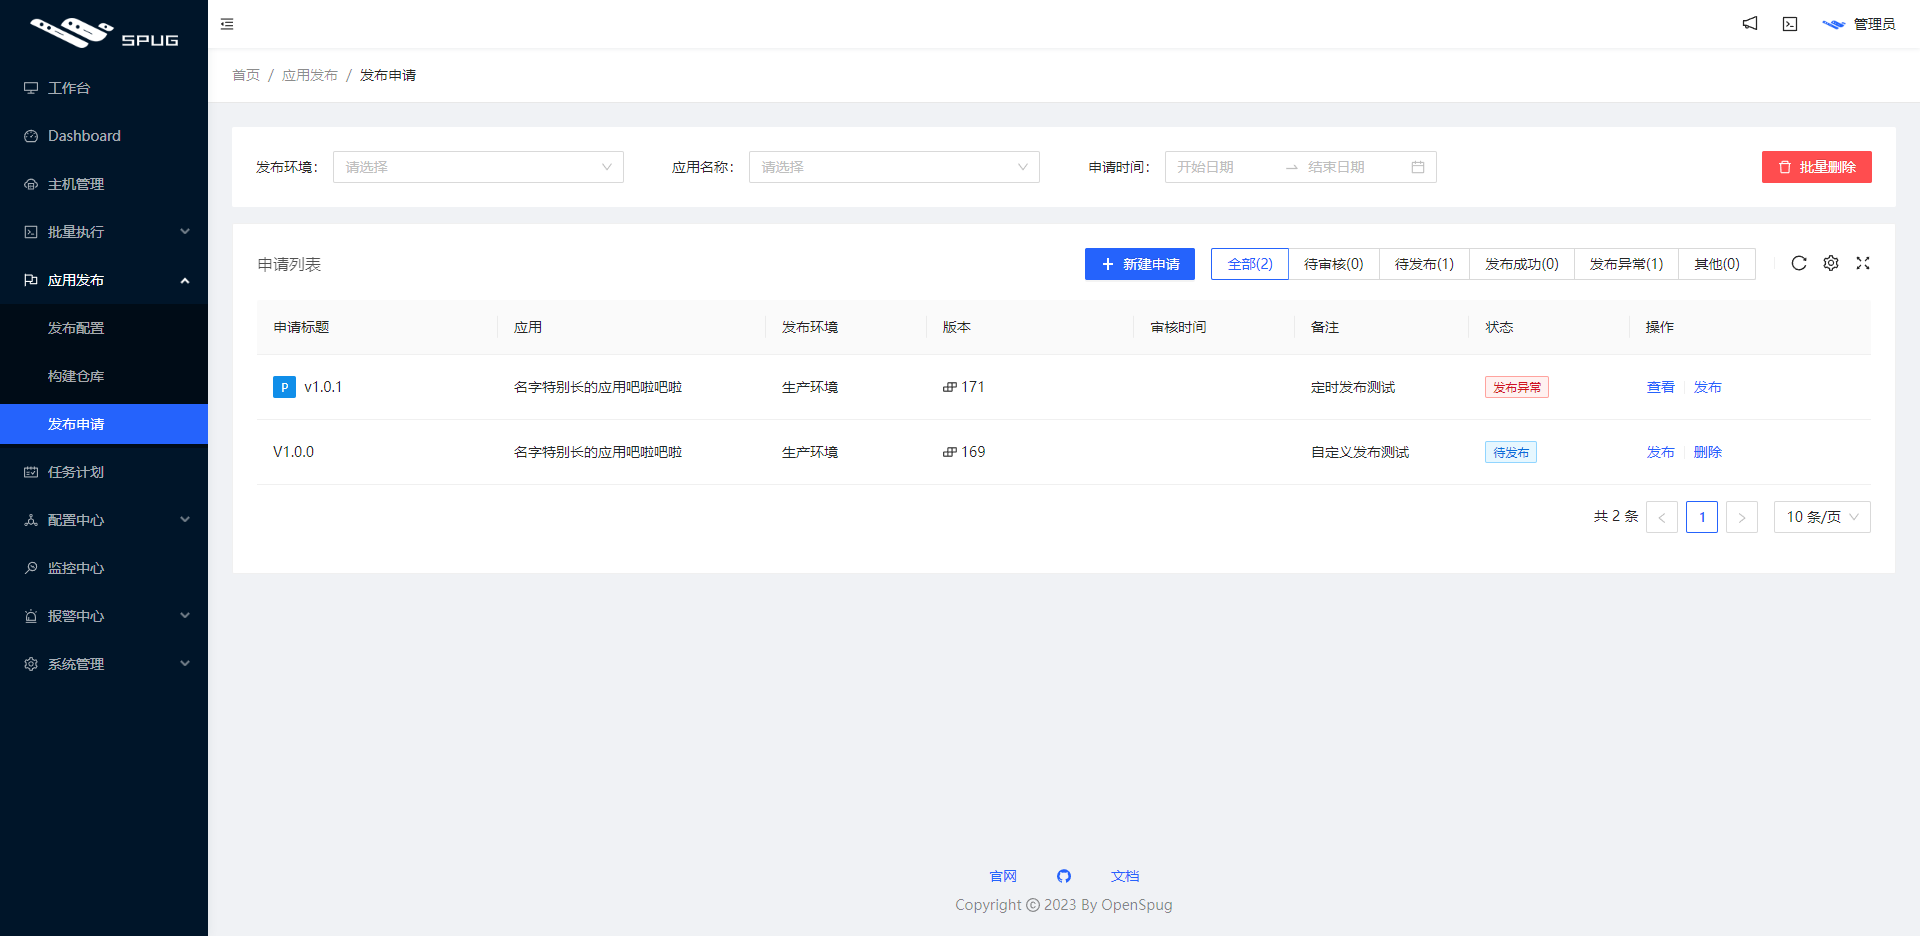 SPUG
管理员
工作台
Dashboard
主机管理
批量执行
应用发布
发布配置
构建仓库
发布申请
任务计划
配置中心
监控中心
报警中心
系统管理
首页 / 应用发布 / 发布申请
发布环境： 请选择 应用名称： 请选择 申请时间： 开始日期 结束日期 批量删除
申请列表 新建申请 全部(2) 待审核(0) 待发布(1) 发布成功(0) 发布异常(1) 其他(0)
申请标题 应用 发布环境 版本 审核时间 备注 状态 操作
P v1.0.1 名字特别长的应用吧啦吧啦 生产环境 171 定时发布测试 发布异常 查看 发布
V1.0.0 名字特别长的应用吧啦吧啦 生产环境 169 自定义发布测试 待发布 发布 删除
共 2 条 < 1 > 10 条/页
官网 文档
Copyright © 2023 By OpenSpug